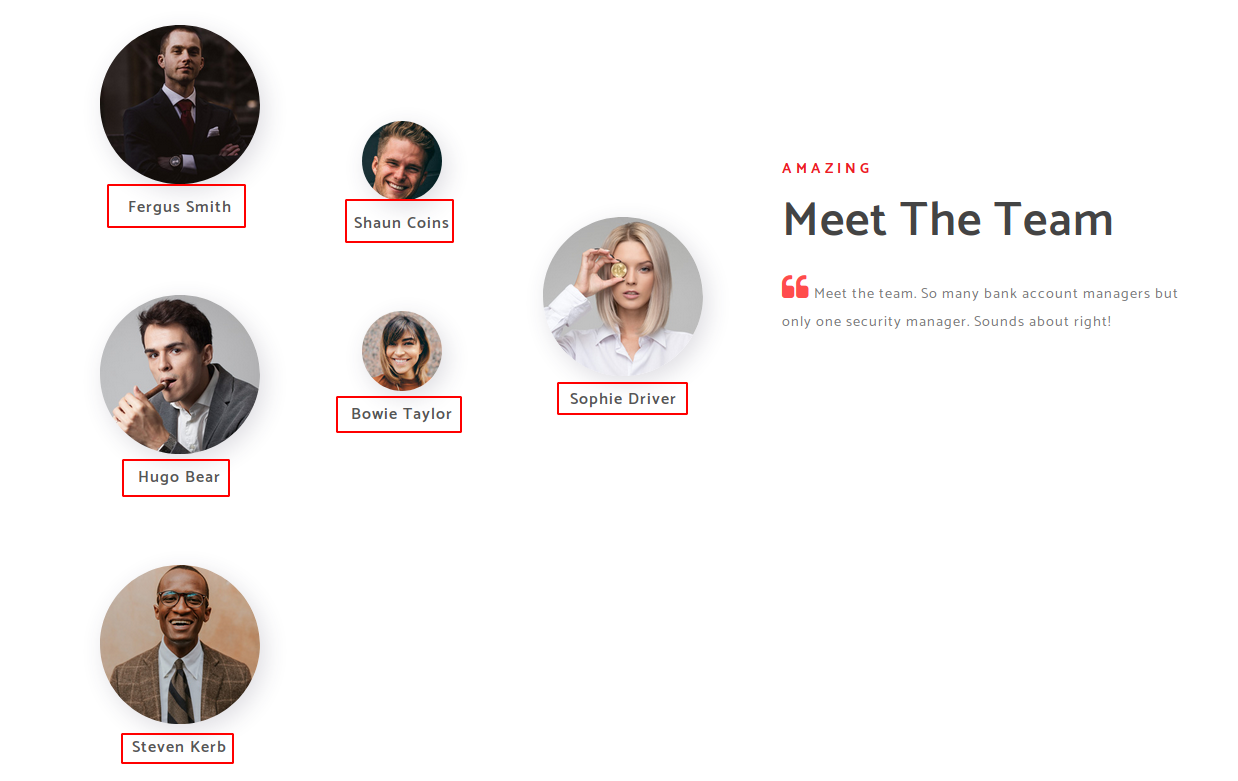 Fergus Smith
Shaun Coins
Hugo Bear
Bowie Taylor
Sophie Driver
Steven Kerb
AMAZING
Meet The Team
Meet the team. So many bank account managers but
only one security manager. Sounds about right!